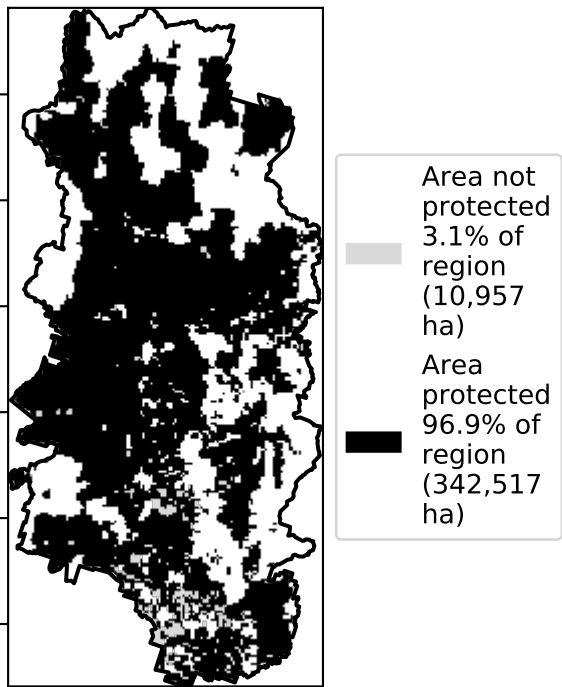 Area not
protected
3.1% of
region
(10,957
ha)
Area
protected
96.9% of
region
(342,517
ha)